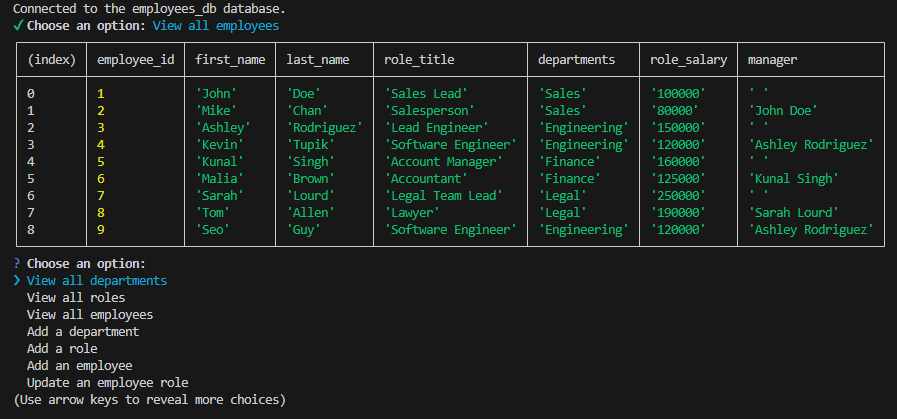 Connected to the employees_db database.
✔ Choose an option: View all employees
(index) employee_id first_name last_name role_title departments role_salary manager
0 1 'John' 'Doe' 'Sales Lead' 'Sales' '100000' ' '
1 2 'Mike' 'Chan' 'Salesperson' 'Sales' '80000' 'John Doe'
2 3 'Ashley' 'Rodriguez' 'Lead Engineer' 'Engineering' '150000' ' '
3 4 'Kevin' 'Tupik' 'Software Engineer' 'Engineering' '120000' 'Ashley Rodriguez'
4 5 'Kunal' 'Singh' 'Account Manager' 'Finance' '160000' ' '
5 6 'Malia' 'Brown' 'Accountant' 'Finance' '125000' 'Kunal Singh'
6 7 'Sarah' 'Lourd' 'Legal Team Lead' 'Legal' '250000' ' '
7 8 'Tom' 'Allen' 'Lawyer' 'Legal' '190000' 'Sarah Lourd'
8 9 'Seo' 'Guy' 'Software Engineer' 'Engineering' '120000' 'Ashley Rodriguez'
? Choose an option:
❯ View all departments
View all roles
View all employees
Add a department
Add a role
Add an employee
Update an employee role
(Use arrow keys to reveal more choices)